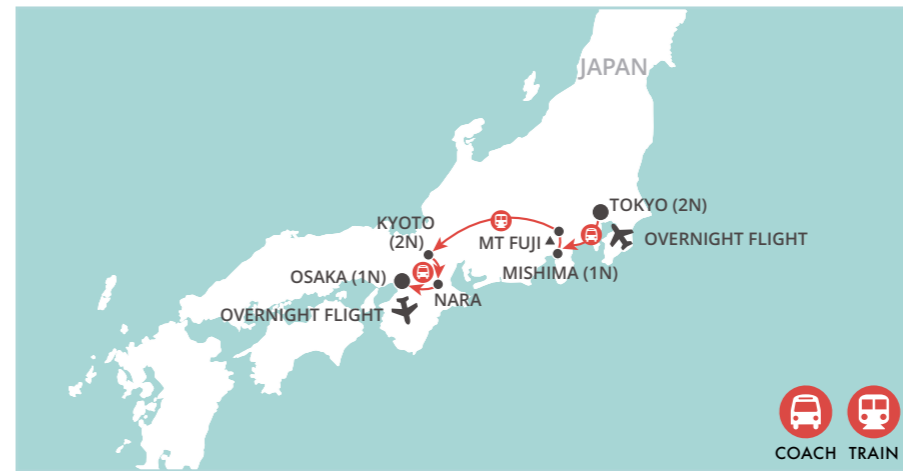 JAPAN
TOKYO (2N)
KYOTO
(2N)
MT FUJI
OVERNIGHT FLIGHT
MISHIMA (1N)
OSAKA (1N)
NARA
OVERNIGHT FLIGHT
COACH
TRAIN